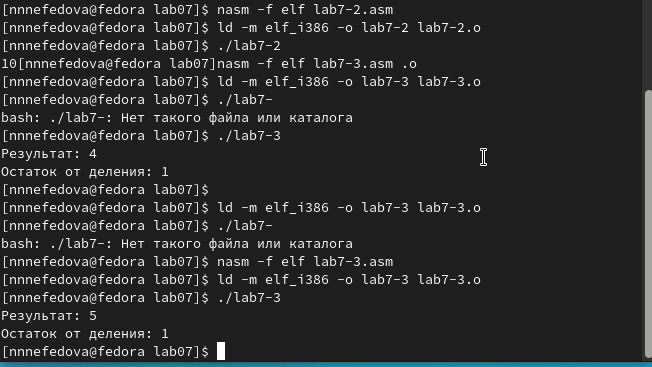 [nnnefedova@fedora lab07]$ nasm -f elf lab7-2.asm
[nnnefedova@fedora lab07]$ ld -m elf_i386 -o lab7-2 lab7-2.o
[nnnefedova@fedora lab07]$ ./lab7-2
10[nnnefedova@fedora lab07]nasm -f elf lab7-3.asm .o
[nnnefedova@fedora lab07]$ ld -m elf_i386 -o lab7-3 lab7-3.o
[nnnefedova@fedora lab07]$ ./lab7-
bash: ./lab7-: Нет такого файла или каталога
[nnnefedova@fedora lab07]$ ./lab7-3
Результат: 4
Остаток от деления: 1
[nnnefedova@fedora lab07]$
[nnnefedova@fedora lab07]$ ld -m elf_i386 -o lab7-3 lab7-3.o
[nnnefedova@fedora lab07]$ ./lab7-
bash: ./lab7-: Нет такого файла или каталога
[nnnefedova@fedora lab07]$ nasm -f elf lab7-3.asm
[nnnefedova@fedora lab07]$ ld -m elf_i386 -o lab7-3 lab7-3.o
[nnnefedova@fedora lab07]$ ./lab7-3
Результат: 5
Остаток от деления: 1
[nnnefedova@fedora lab07]$